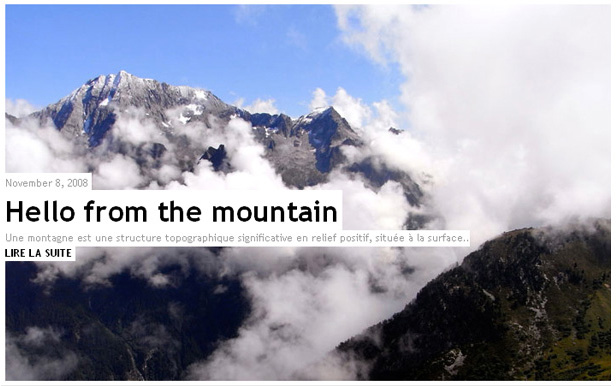 November 8, 2008
Hello from the mountain
Une montagne est une structure topographique significative en relief positif, située à la surface..
LIRE LA SUITE